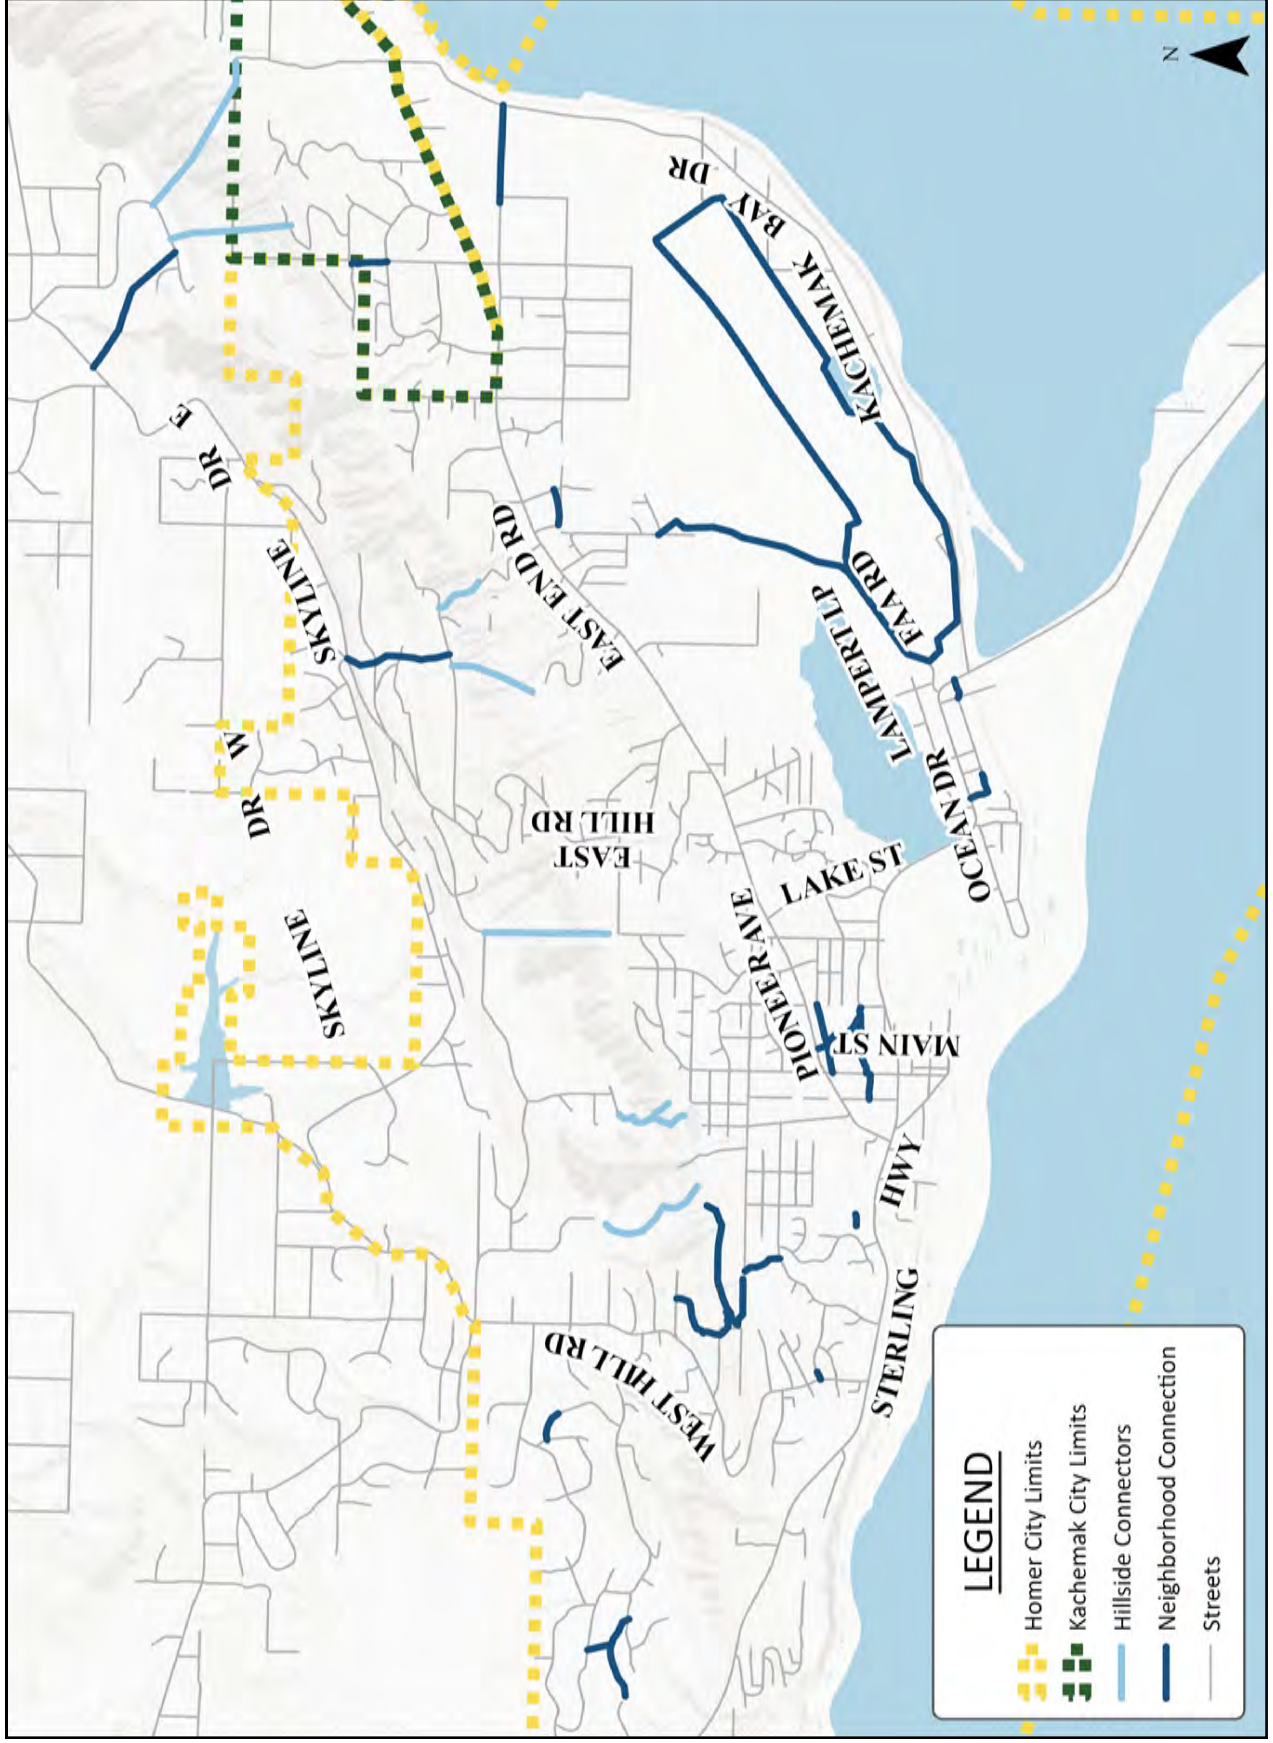 N
SKYLINE DR W
SKYLINE DR E
EAST HILL RD
EAST END RD
WEST HILL RD
PIONEER AVE
LAKE ST
MAIN ST
STERLING HWY
OCEAN DR
LAMPERT LP
FAA RD
KACHEMAK BAY DR
LEGEND
Homer City Limits
Kachemak City Limits
Hillside Connectors
Neighborhood Connection
Streets